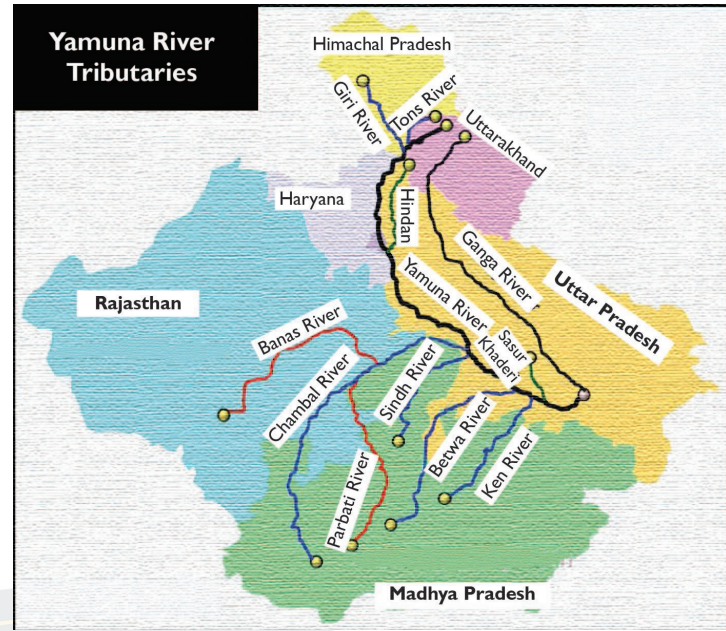 Yamuna River
Tributaries
Himachal Pradesh
Giri River
Tons River
Uttarakhand
Haryana
Hindan
Ganga River
Yamuna River
Uttar Pradesh
Rajasthan
Banas River
Chambal River
Sindh River
Sasur
Khaderi
Betwa River
Ken River
Parbati River
Madhya Pradesh